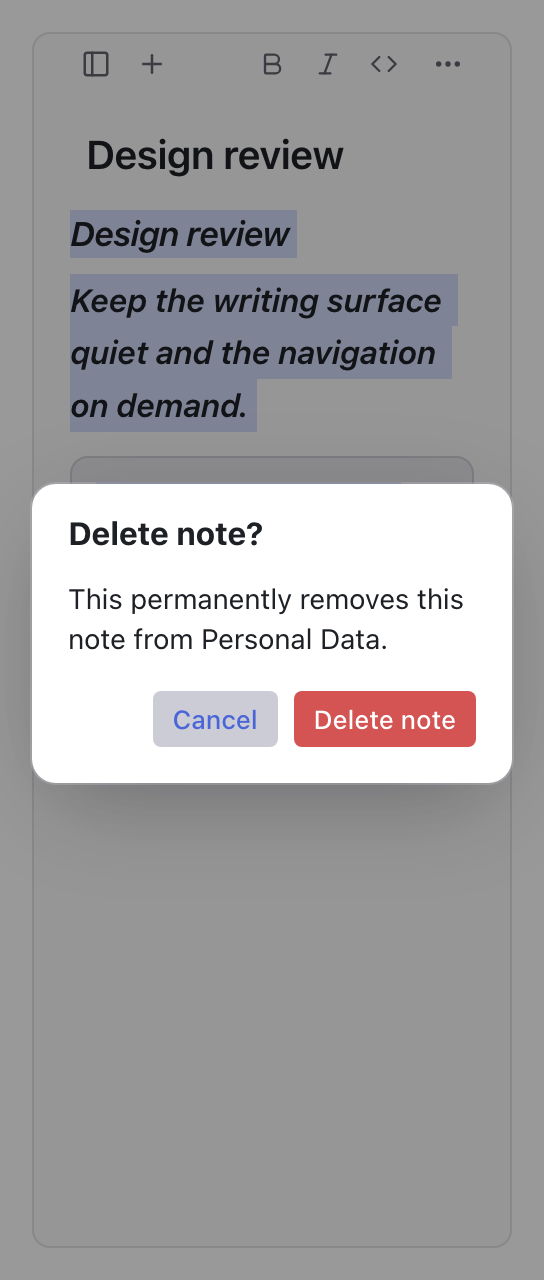 Design review
Design review
Keep the writing surface
quiet and the navigation
on demand.
Delete note?
This permanently removes this
note from Personal Data.
Cancel
Delete note